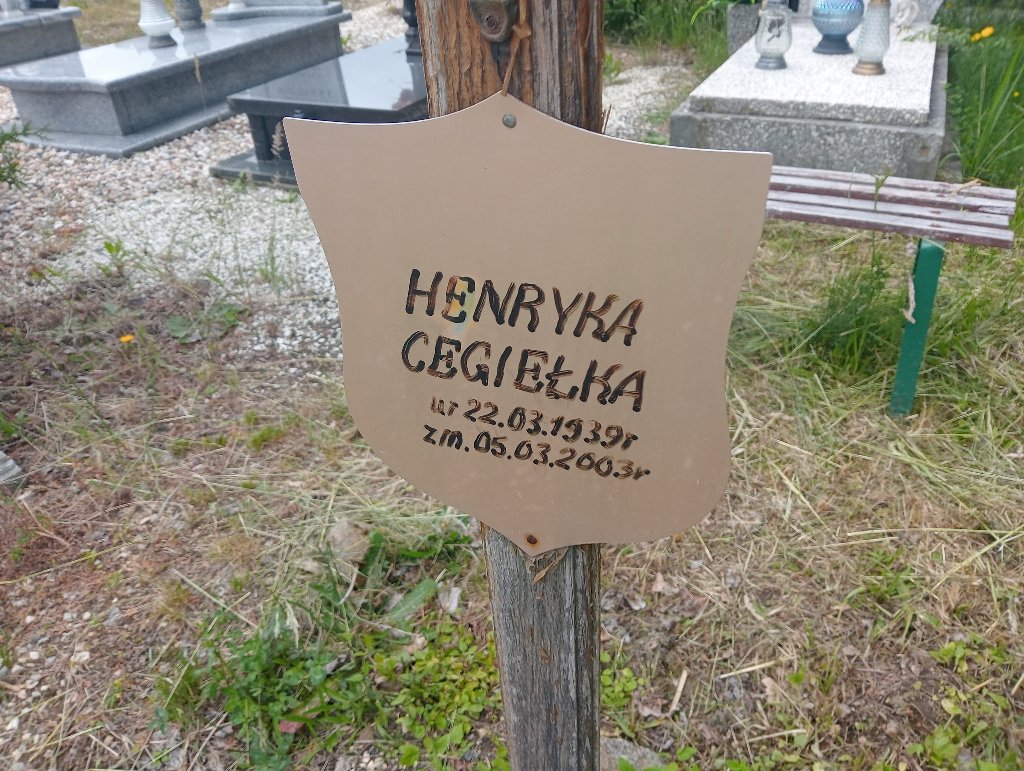 HENRYKA
CEGIEŁKA
ur 22.03.1939r
zm.05.03.2003r